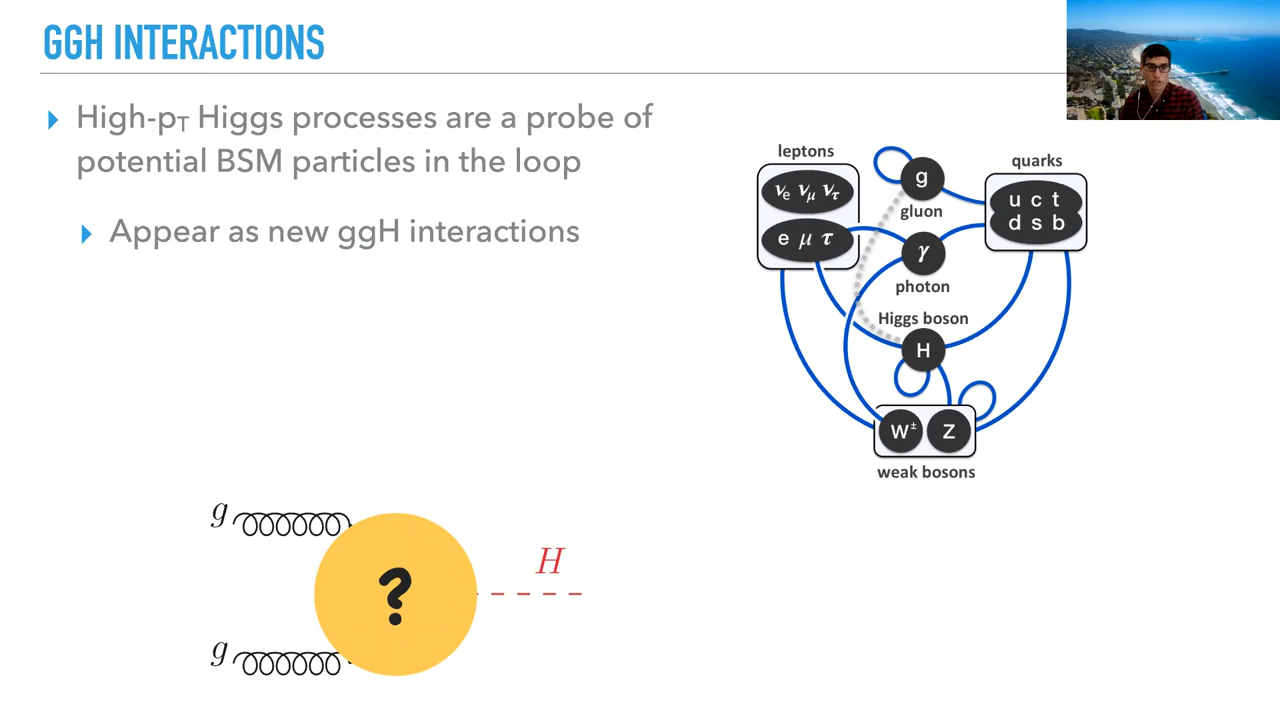 GGH INTERACTIONS
High-pT Higgs processes are a probe of
potential BSM particles in the loop
Appear as new ggH interactions
leptons
νe νμ ντ
e μ τ
g
gluon
γ
photon
Higgs boson
H
quarks
u c t
d s b
W± Z
weak bosons
g
?
H
g